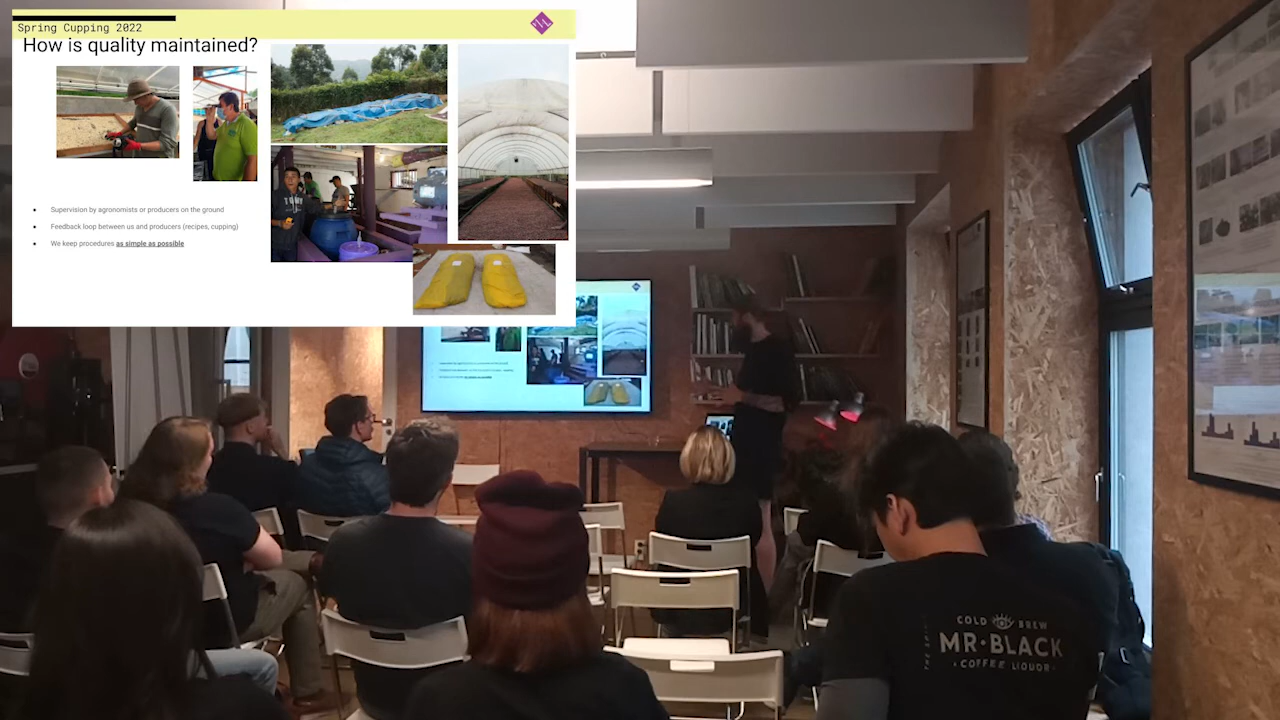 Spring Cupping 2022
How is quality maintained?
• Supervision by agronomists or producers on the ground
• Feedback loop between us and producers (recipes, cupping)
• We keep procedures as simple as possible
COLD BREW
MR·BLACK
· COFFEE LIQUOR ·